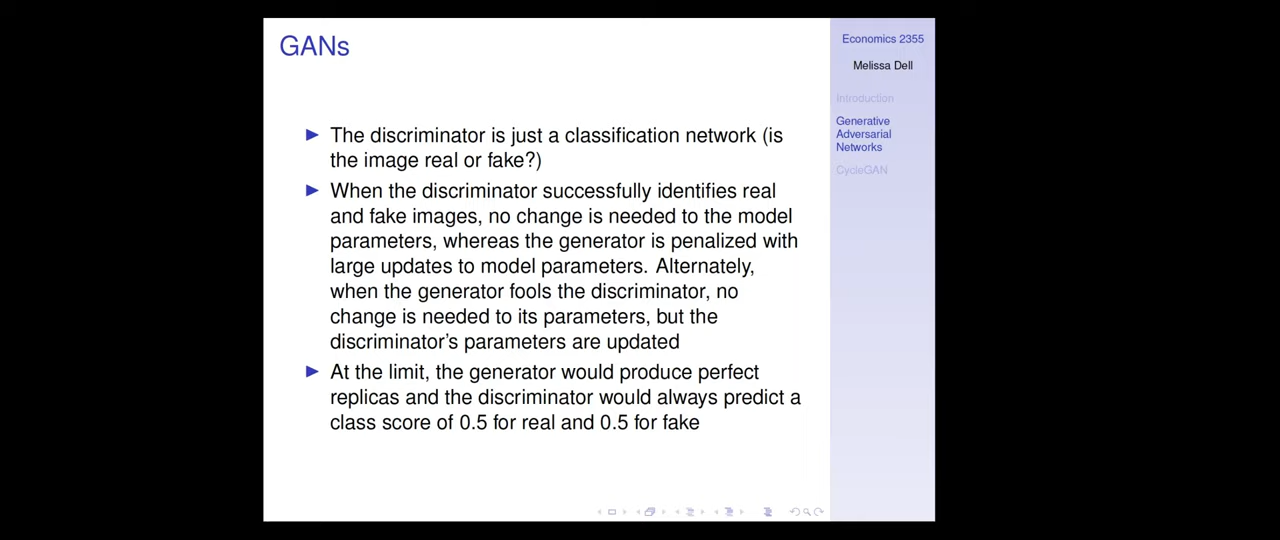 GANs
The discriminator is just a classification network (is
the image real or fake?)
When the discriminator successfully identifies real
and fake images, no change is needed to the model
parameters, whereas the generator is penalized with
large updates to model parameters. Alternately,
when the generator fools the discriminator, no
change is needed to its parameters, but the
discriminator's parameters are updated
At the limit, the generator would produce perfect
replicas and the discriminator would always predict a
class score of 0.5 for real and 0.5 for fake
Economics 2355
Melissa Dell
Introduction
Generative
Adversarial
Networks
CycleGAN